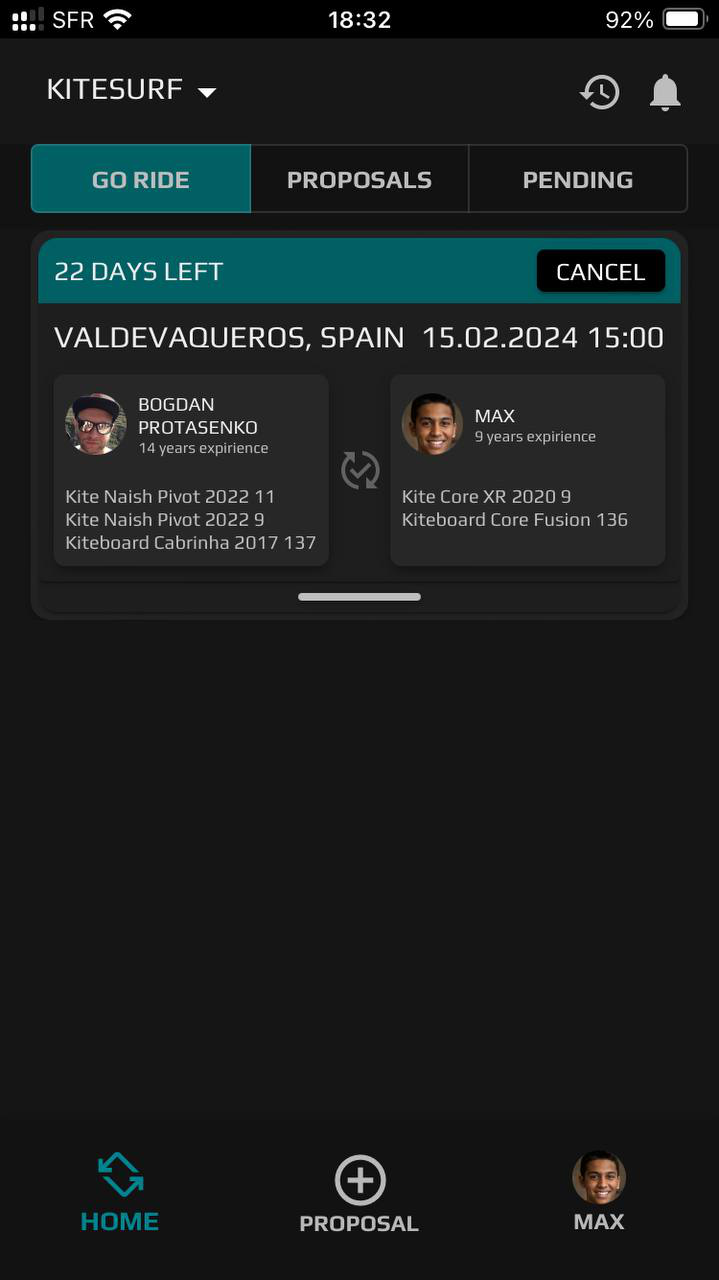 SFR 18:32 92%
KITESURF
GO RIDE PROPOSALS PENDING
22 DAYS LEFT CANCEL
VALDEVAQUEROS, SPAIN 15.02.2024 15:00
BOGDAN
PROTASENKO
14 years expirience
Kite Naish Pivot 2022 11
Kite Naish Pivot 2022 9
Kiteboard Cabrinha 2017 137
MAX
9 years expirience
Kite Core XR 2020 9
Kiteboard Core Fusion 136
HOME PROPOSAL MAX